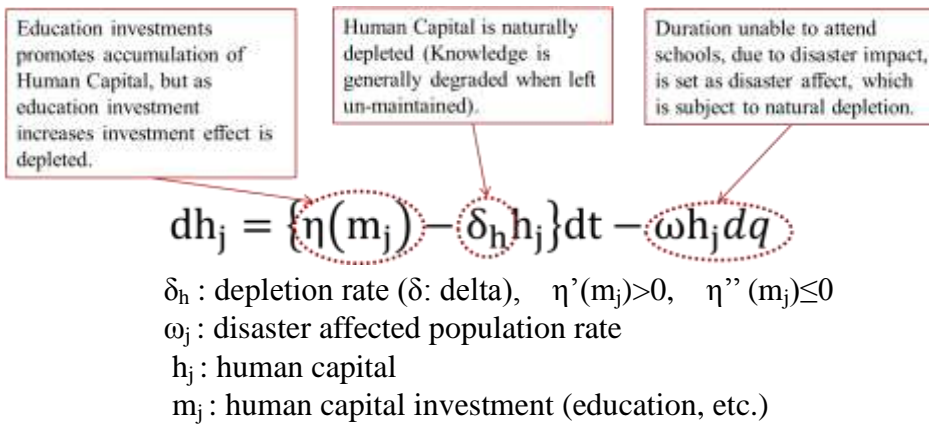 Education investments
promotes accumulation of
Human Capital, but as
education investment
increases investment effect is
depleted.
Human Capital is naturally
depleted (Knowledge is
generally degraded when left
un-maintained).
Duration unable to attend
schools, due to disaster impact,
is set as disaster affect, which
is subject to natural depletion.
dhⱼ = {η(mⱼ) − δₕhⱼ}dt − ωhⱼdq
δₕ : depletion rate (δ: delta), η’(mⱼ)>0, η’’ (mⱼ)≤0
ωⱼ : disaster affected population rate
hⱼ : human capital
mⱼ : human capital investment (education, etc.)